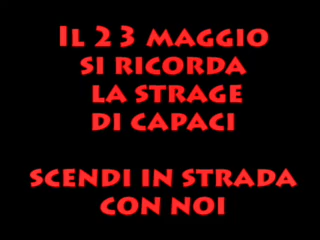 Il 23 maggio
si ricorda
la strage
di capaci
scendi in strada
con noi